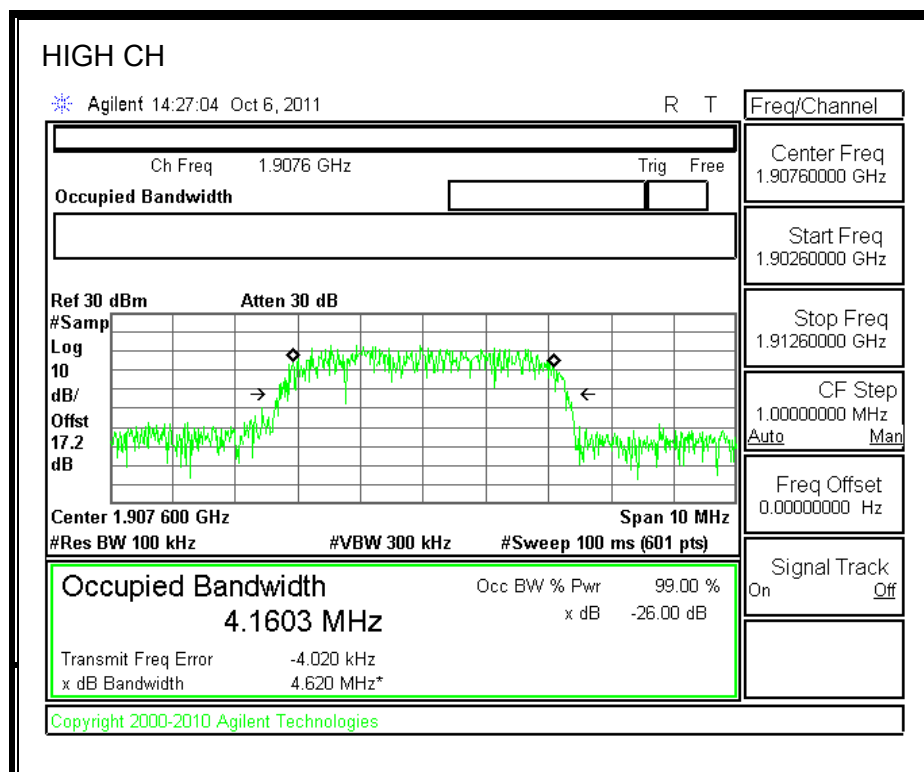 HIGH CH
Agilent 14:27:04 Oct 6, 2011 R T
Freq/Channel
Ch Freq 1.9076 GHz Trig Free
Occupied Bandwidth
Center Freq
1.90760000 GHz
Start Freq
1.90260000 GHz
Stop Freq
1.91260000 GHz
CF Step
1.00000000 MHz
Auto Man
Freq Offset
0.00000000 Hz
Signal Track
On Off
Ref 30 dBm Atten 30 dB
#Samp
Log
10
dB/
Offst
17.2
dB
Center 1.907 600 GHz Span 10 MHz
#Res BW 100 kHz #VBW 300 kHz #Sweep 100 ms (601 pts)
Occupied Bandwidth Occ BW % Pwr 99.00 %
4.1603 MHz x dB -26.00 dB
Transmit Freq Error -4.020 kHz
x dB Bandwidth 4.620 MHz*
Copyright 2000-2010 Agilent Technologies